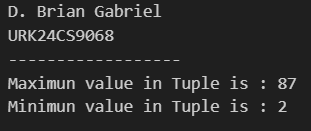 D. Brian Gabriel
URK24CS9068
------------------
Maximun value in Tuple is : 87
Minimun value in Tuple is : 2